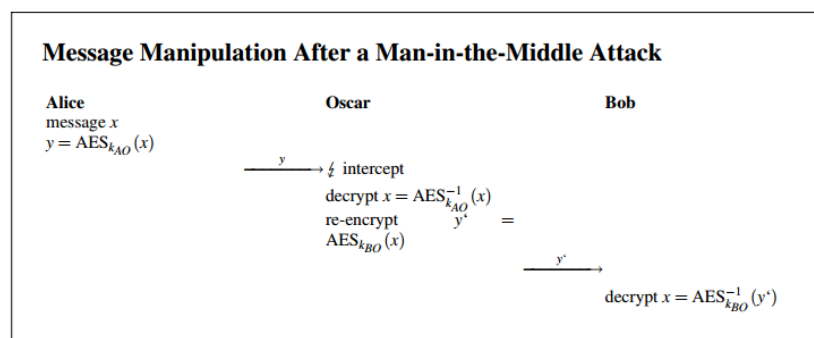 Message Manipulation After a Man-in-the-Middle Attack
Alice Oscar Bob
message x
y = AES_{k_{AO}}(x)
y
↯ intercept
decrypt x = AES^{−1}_{k_{AO}}(x)
re-encrypt y‘ =
AES_{k_{BO}}(x)
y‘
decrypt x = AES^{−1}_{k_{BO}}(y‘)